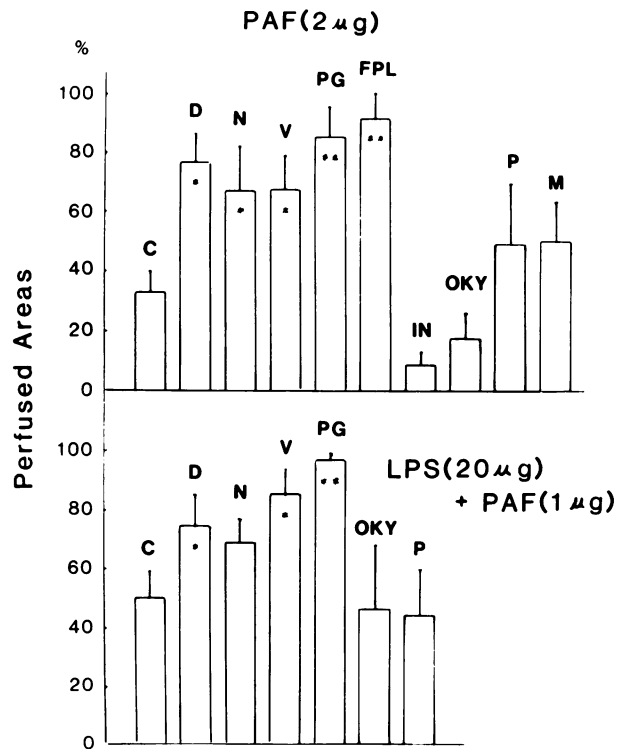 PAF(2μg)
%
100
80
60
40
20
0
C
D
*
N
*
V
*
PG
**
FPL
**
IN
OKY
P
M
Perfused Areas
LPS(20μg)
+ PAF(1μg)
100
80
60
40
20
0
C
D
*
N
V
*
PG
**
OKY
P